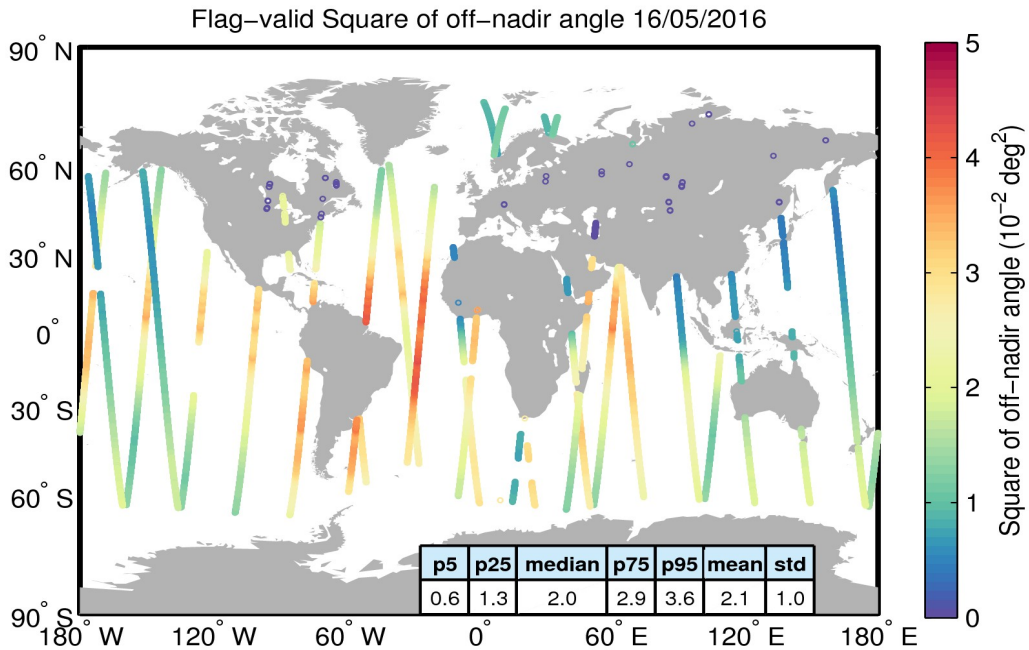 Flag−valid Square of off−nadir angle 16/05/2016
90° N
60° N
30° N
0°
30° S
60° S
90° S
180° W
120° W
60° W
0°
60° E
120° E
180° E
p5 p25 median p75 p95 mean std
0.6 1.3 2.0 2.9 3.6 2.1 1.0
5
4
3
2
1
0
Square of off−nadir angle (10⁻² deg²)